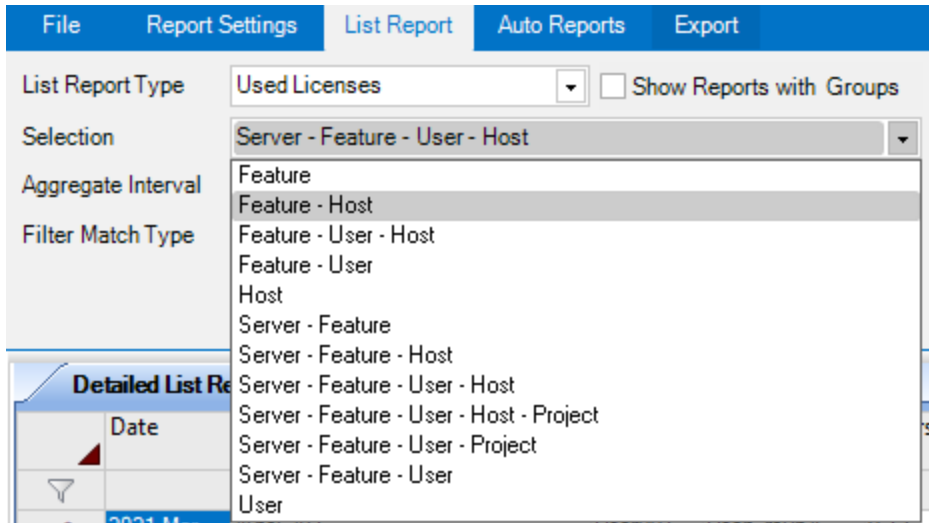 File Report Settings List Report Auto Reports Export
List Report Type Used Licenses Show Reports with Groups
Selection Server - Feature - User - Host
Aggregate Interval
Filter Match Type
Feature
Feature - Host
Feature - User - Host
Feature - User
Host
Server - Feature
Server - Feature - Host
Server - Feature - User - Host
Server - Feature - User - Host - Project
Server - Feature - User - Project
Server - Feature - User
User
Detailed List Re
Date